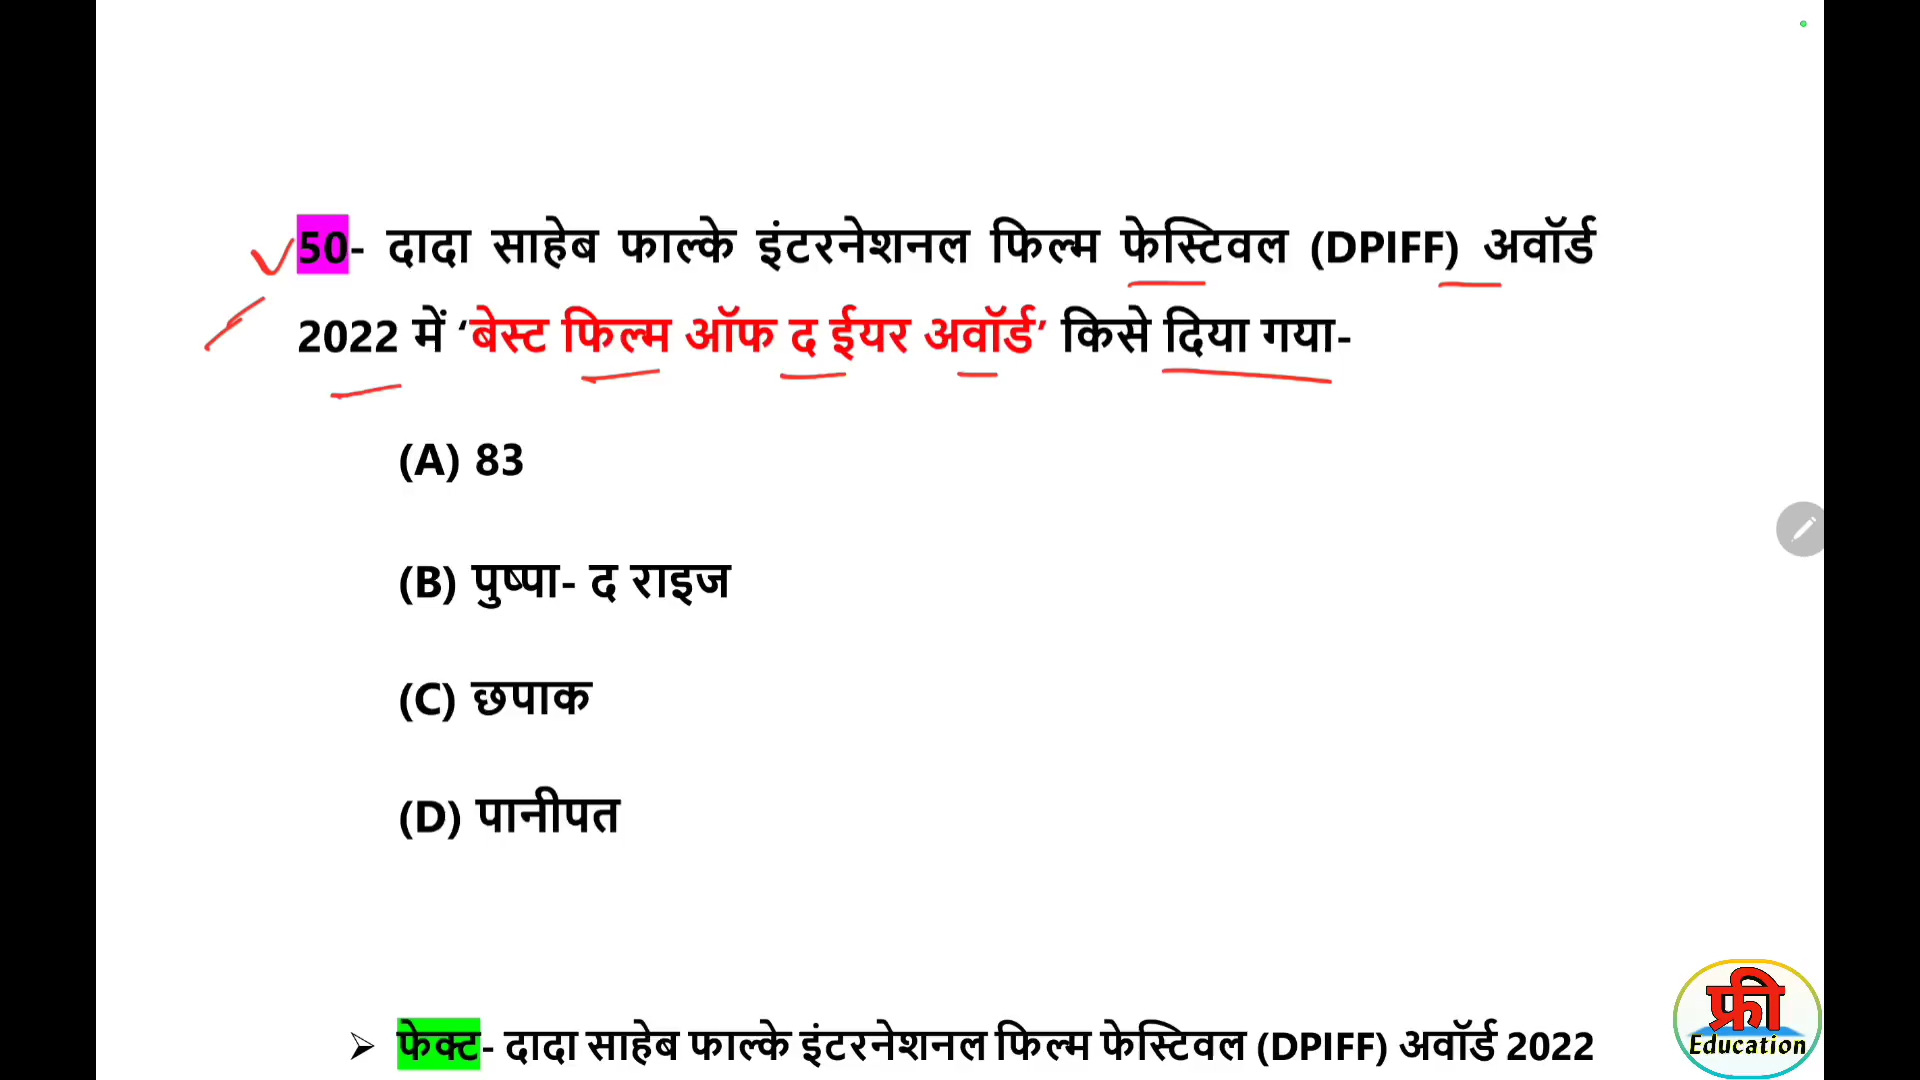 50- दादा साहेब फाल्के इंटरनेशनल फिल्म फेस्टिवल (DPIFF) अवॉर्ड
2022 में ‘बेस्ट फिल्म ऑफ द ईयर अवॉर्ड’ किसे दिया गया-
(A) 83
(B) पुष्पा- द राइज
(C) छपाक
(D) पानीपत
➢ फेक्ट- दादा साहेब फाल्के इंटरनेशनल फिल्म फेस्टिवल (DPIFF) अवॉर्ड 2022
फ्री
Education